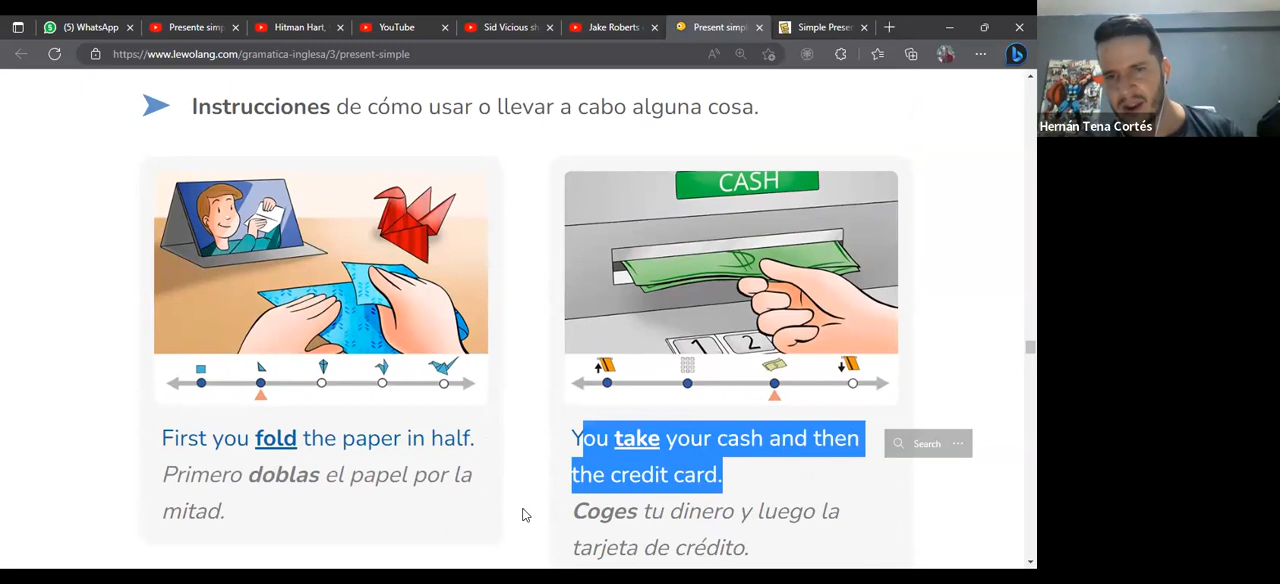 (5) WhatsApp
Presente sim
Hitman Hart,
YouTube
Sid Vicious sh
Jake Roberts
Present simpl
Simple Presen
https://www.lewolang.com/gramatica-inglesa/3/present-simple
Hernán Tena Cortés
Instrucciones de cómo usar o llevar a cabo alguna cosa.
CASH
1 2
First you fold the paper in half.
Primero doblas el papel por la
mitad.
You take your cash and then
the credit card.
Search
Coges tu dinero y luego la
tarjeta de crédito.